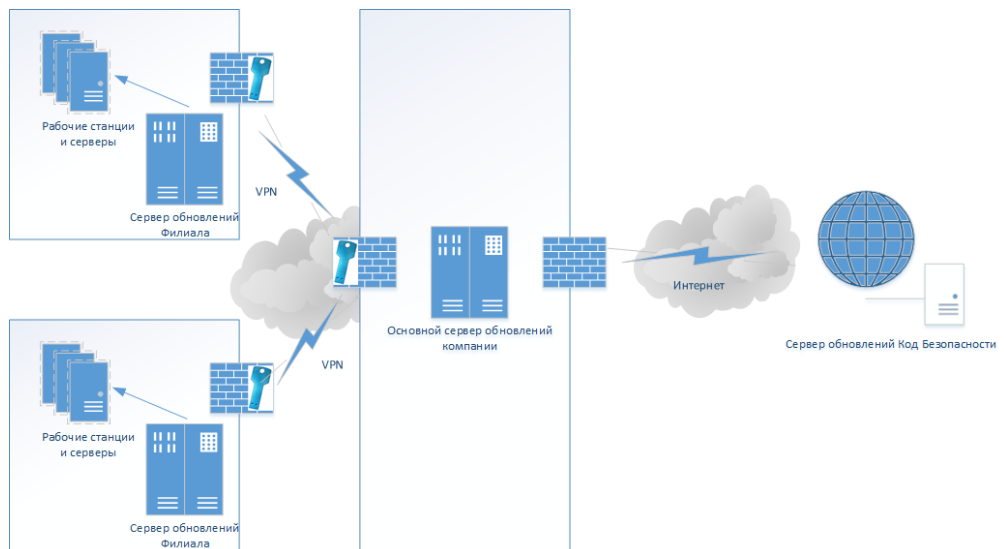 Рабочие станции
и серверы
Сервер обновлений
Филиала
VPN
Основной сервер обновлений
компании
Интернет
Сервер обновлений Код Безопасности
VPN
Рабочие станции
и серверы
Сервер обновлений
Филиала